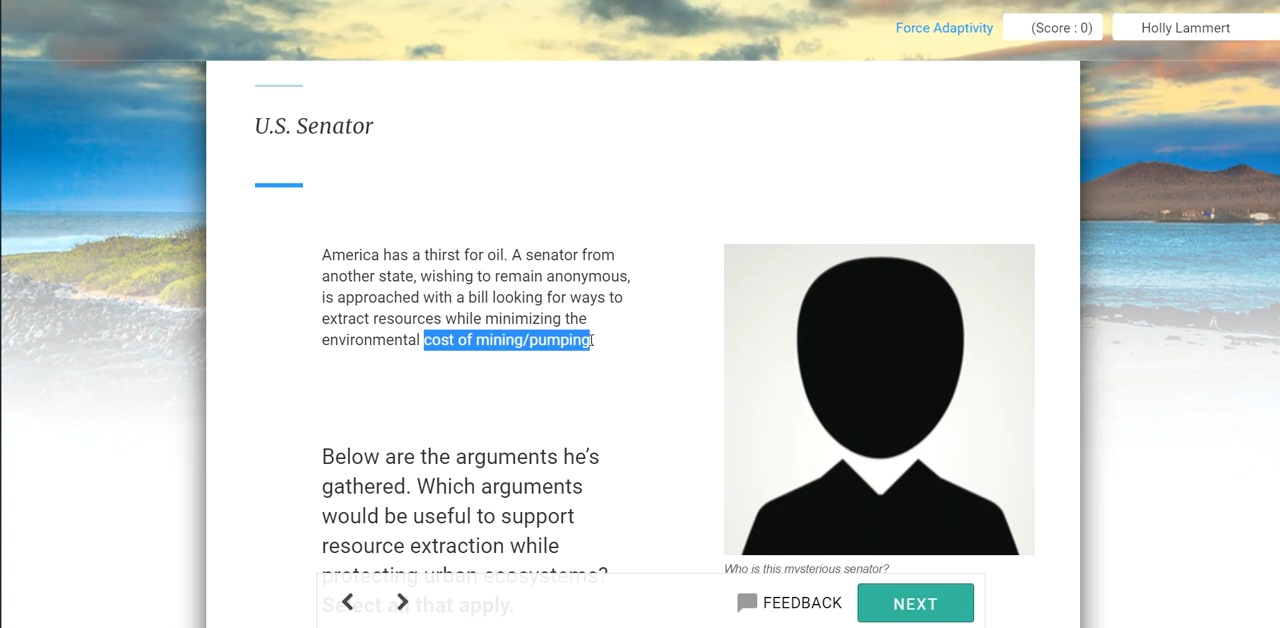 Force Adaptivity (Score : 0) Holly Lammert
U.S. Senator
America has a thirst for oil. A senator from
another state, wishing to remain anonymous,
is approached with a bill looking for ways to
extract resources while minimizing the
environmental cost of mining/pumping.
Below are the arguments he’s
gathered. Which arguments
would be useful to support
resource extraction while
protecting urban ecosystems?
Select all that apply.
Who is this mysterious senator?
FEEDBACK
NEXT